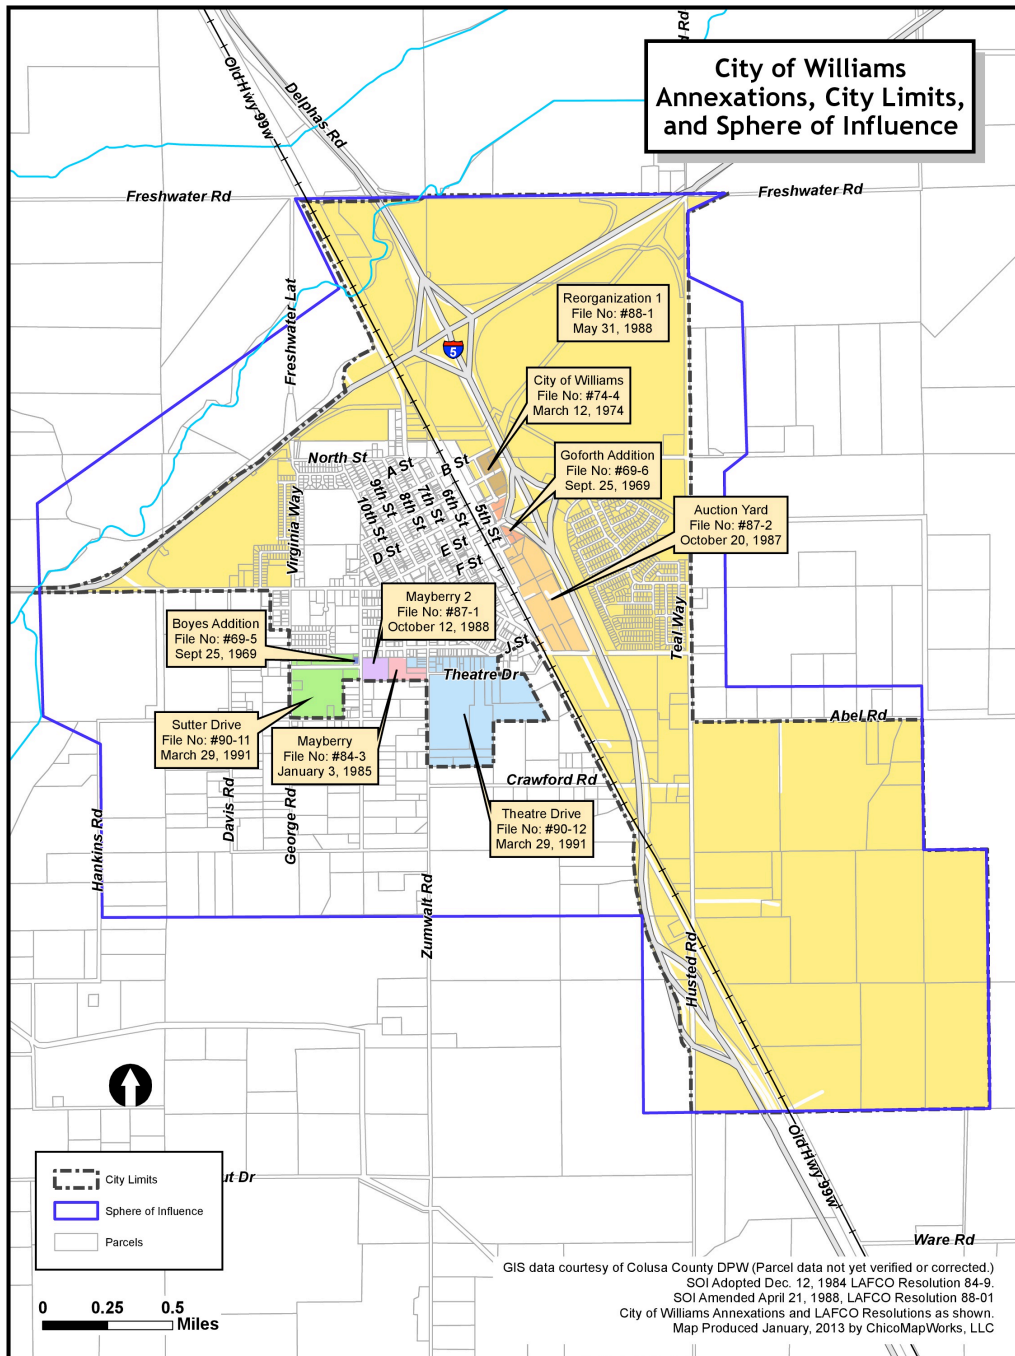 City of Williams
Annexations, City Limits,
and Sphere of Influence
d Rd
Old Hwy 99w
Delphas Rd
Freshwater Rd
Freshwater Rd
Freshwater Lat
Reorganization 1
File No: #88-1
May 31, 1988
5
City of Williams
File No: #74-4
March 12, 1974
Goforth Addition
File No: #69-6
Sept. 25, 1969
Auction Yard
File No: #87-2
October 20, 1987
North St
A St
B St
10th St
9th St
8th St
7th St
6th St
5th St
D St
E St
F St
J St
Virginia Way
Teal Way
Mayberry 2
File No: #87-1
October 12, 1988
Boyes Addition
File No: #69-5
Sept 25, 1969
Theatre Dr
Sutter Drive
File No: #90-11
March 29, 1991
Mayberry
File No: #84-3
January 3, 1985
Abel Rd
Crawford Rd
Theatre Drive
File No: #90-12
March 29, 1991
Hankins Rd
Davis Rd
George Rd
Zumwalt Rd
Husted Rd
Old Hwy 99w
ut Dr
Ware Rd
City Limits
Sphere of Influence
Parcels
0 0.25 0.5
Miles
GIS data courtesy of Colusa County DPW (Parcel data not yet verified or corrected.)
SOI Adopted Dec. 12, 1984 LAFCO Resolution 84-9.
SOI Amended April 21, 1988, LAFCO Resolution 88-01
City of Williams Annexations and LAFCO Resolutions as shown.
Map Produced January, 2013 by ChicoMapWorks, LLC